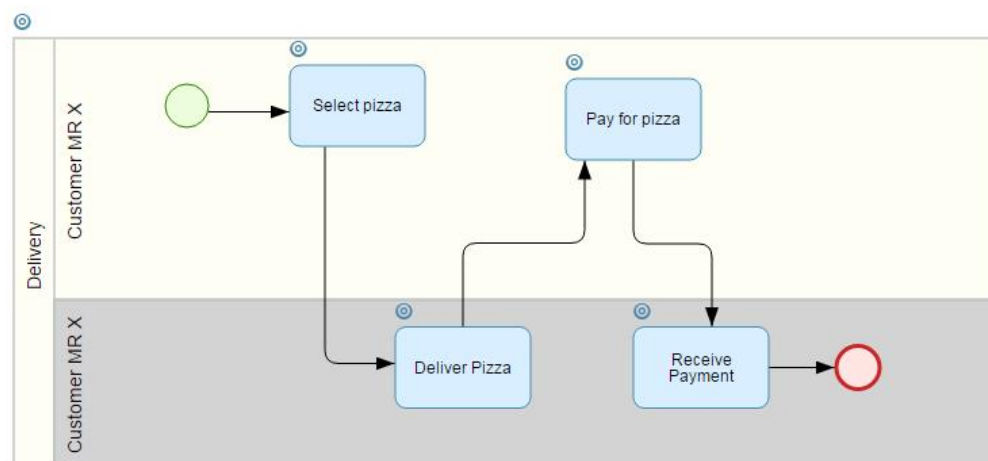 Delivery
Customer MR X
Select pizza
Pay for pizza
Customer MR X
Deliver Pizza
Receive
Payment